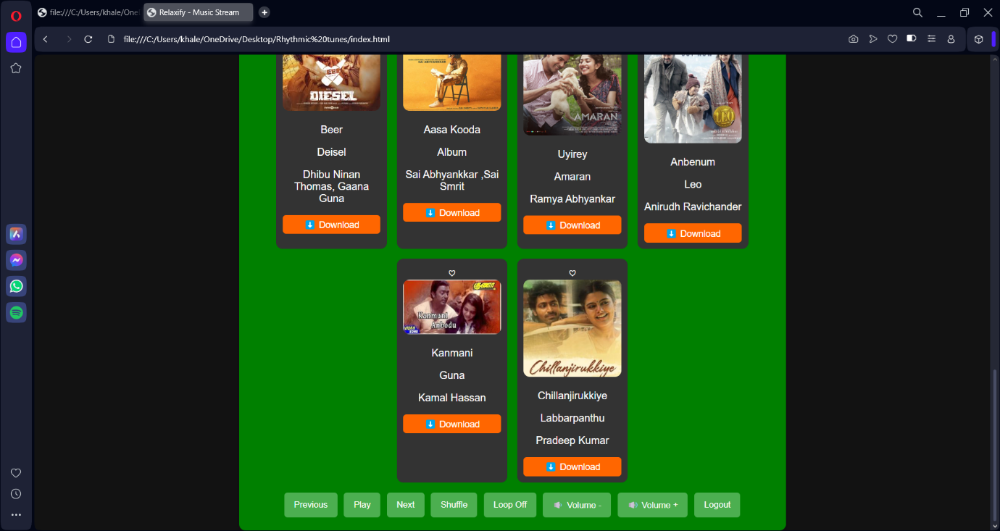 file:///C:/Users/khale/One
Relaxify - Music Stream
file:///C:/Users/khale/OneDrive/Desktop/Rhythmic%20tunes/index.html
DIESEL
SAI ABHYANKKAR
AMARAN
LEO
Beer
Deisel
Dhibu Ninan
Thomas, Gaana
Guna
Download
Aasa Kooda
Album
Sai Abhyankkar ,Sai
Smrit
Download
Uyirey
Amaran
Ramya Abhyankar
Download
Anbenum
Leo
Anirudh Ravichander
Download
குணா
Kanmani
Anbodu
VIDEO
SONG
Kanmani
Guna
Kamal Hassan
Download
Chillanjirukkiye
Chillanjirukkiye
Labbarpanthu
Pradeep Kumar
Download
Previous Play Next Shuffle Loop Off Volume - Volume + Logout